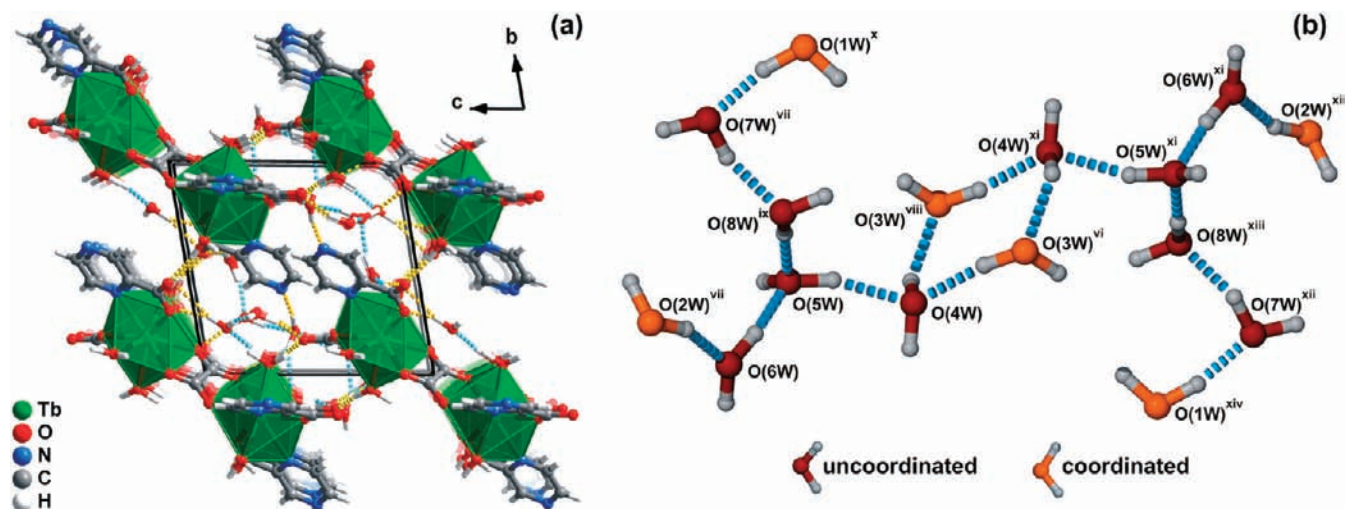 (a)
b
c
Tb
O
N
C
H
(b)
O(1W)x
O(7W)vii
O(8W)ix
O(2W)vii
O(5W)
O(6W)
O(4W)
O(3W)viii
O(3W)vi
O(4W)xi
O(5W)xi
O(6W)xi
O(2W)xii
O(8W)xiii
O(7W)xii
O(1W)xiv
uncoordinated
coordinated